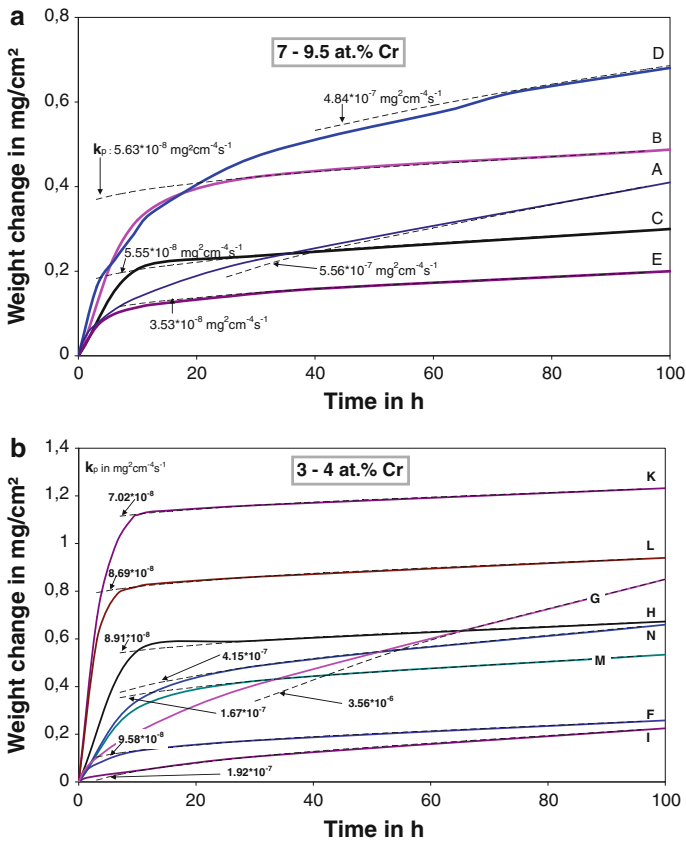 a
0,8
7 - 9.5 at.% Cr
D
0,6
4.84*10⁻⁷ mg²cm⁻⁴s⁻¹
kp : 5.63*10⁻⁸ mg²cm⁻⁴s⁻¹
B
0,4
A
C
5.55*10⁻⁸ mg²cm⁻⁴s⁻¹
0,2
5.56*10⁻⁷ mg²cm⁻⁴s⁻¹
E
3.53*10⁻⁸ mg²cm⁻⁴s⁻¹
0
Weight change in mg/cm²
0 20 40 60 80 100
Time in h
b
1,4
kp in mg²cm⁻⁴s⁻¹
3 - 4 at.% Cr
K
1,2
7.02*10⁻⁸
1
L
8.69*10⁻⁸
0,8
G
H
8.91*10⁻⁸
0,6
N
4.15*10⁻⁷
M
0,4
1.67*10⁻⁷
3.56*10⁻⁶
F
0,2
9.58*10⁻⁸
I
1.92*10⁻⁷
0
Weight change in mg/cm²
0 20 40 60 80 100
Time in h